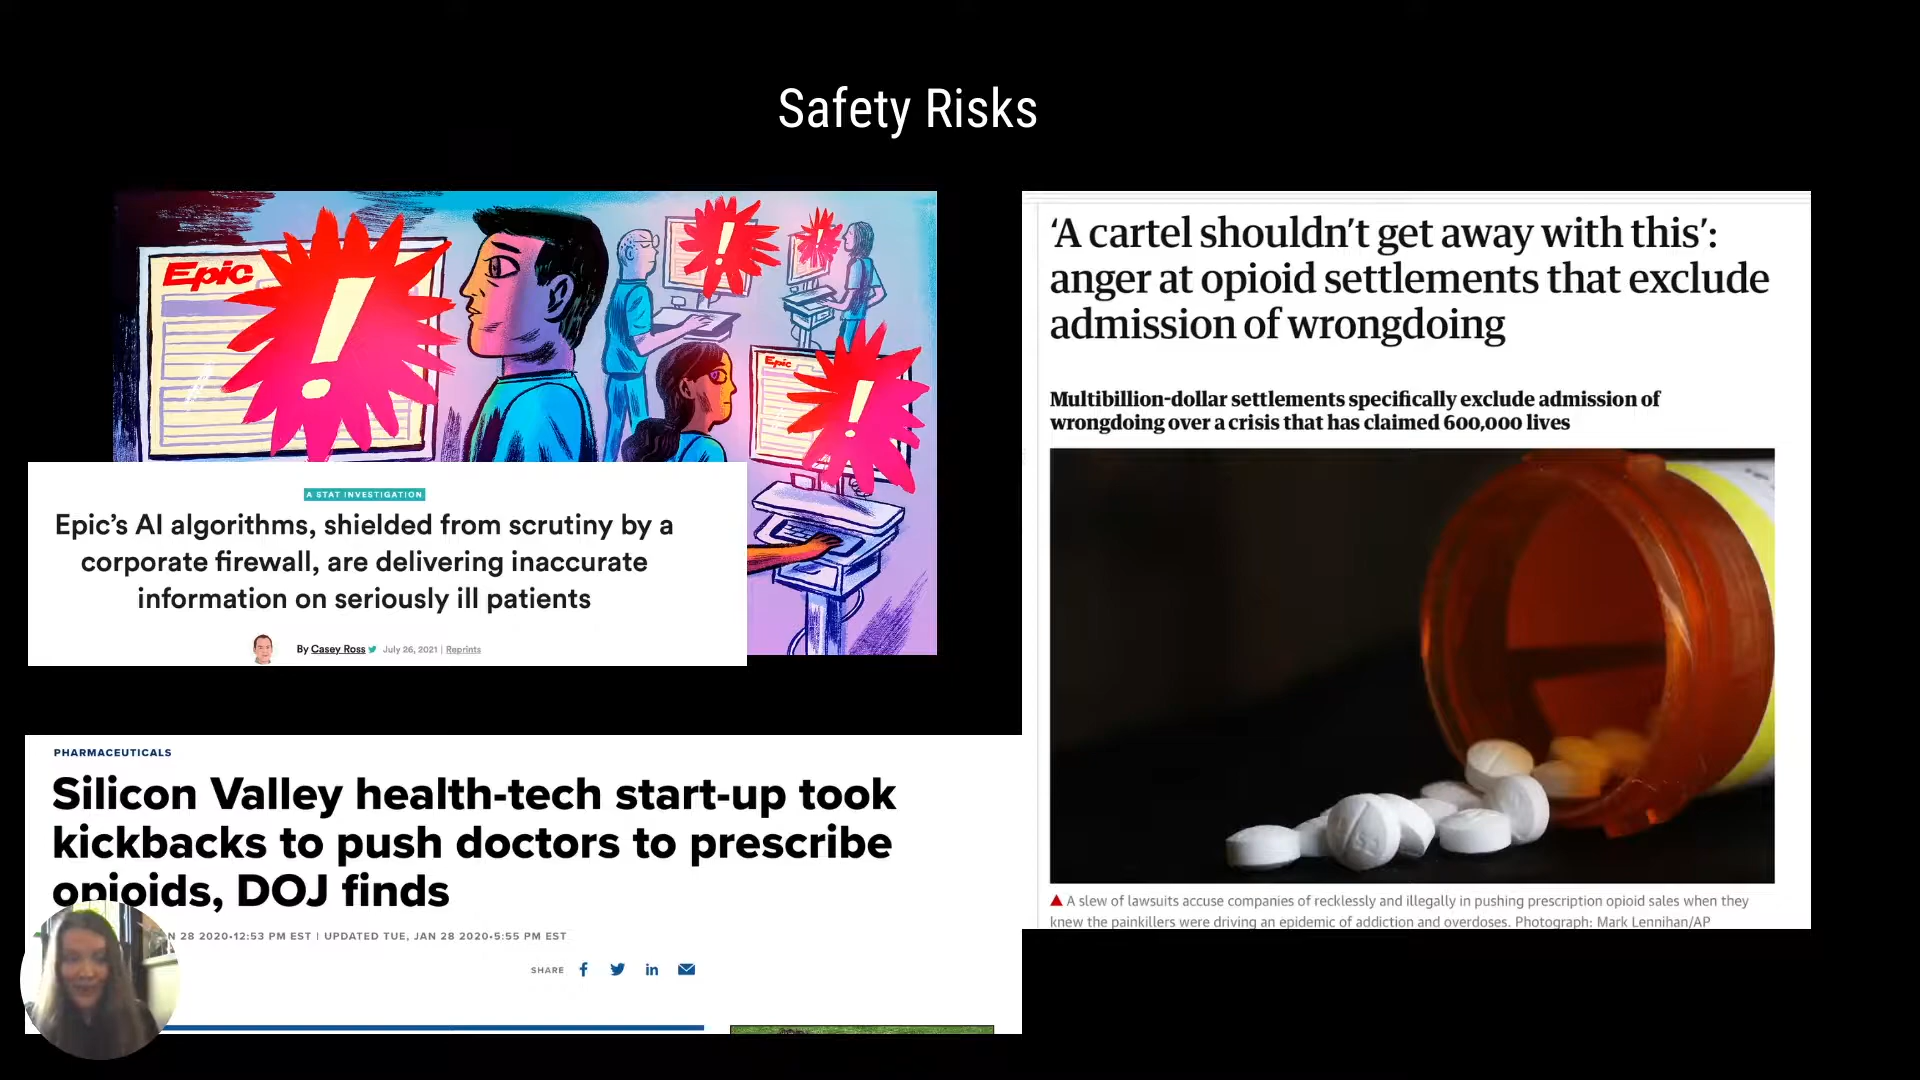 Safety Risks
Epic
Epic
A STAT INVESTIGATION
Epic's AI algorithms, shielded from scrutiny by a
corporate firewall, are delivering inaccurate
information on seriously ill patients
By Casey Ross July 26, 2021 | Reprints
PHARMACEUTICALS
Silicon Valley health-tech start-up took
kickbacks to push doctors to prescribe
opioids, DOJ finds
28 2020•12:53 PM EST | UPDATED TUE, JAN 28 2020•5:55 PM EST
SHARE
‘A cartel shouldn’t get away with this’:
anger at opioid settlements that exclude
admission of wrongdoing
Multibillion-dollar settlements specifically exclude admission of
wrongdoing over a crisis that has claimed 600,000 lives
A slew of lawsuits accuse companies of recklessly and illegally in pushing prescription opioid sales when they
knew the painkillers were driving an epidemic of addiction and overdoses. Photograph: Mark Lennihan/AP